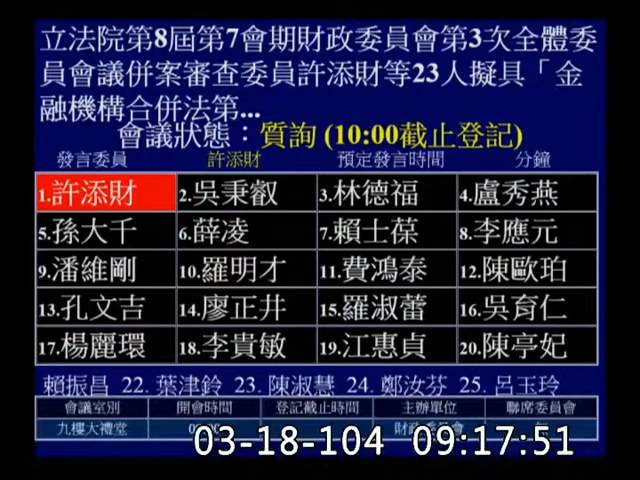 立法院第8屆第7會期財政委員會第3次全體委
員會議併案審查委員許添財等23人擬具「金
融機構合併法第...
會議狀態：質詢 (10:00截止登記)
發言委員 許添財 預定發言時間 分鐘
1.許添財 2.吳秉叡 3.林德福 4.盧秀燕
5.孫大千 6.薛凌 7.賴士葆 8.李應元
9.潘維剛 10.羅明才 11.費鴻泰 12.陳歐珀
13.孔文吉 14.廖正井 15.羅淑蕾 16.吳育仁
17.楊麗環 18.李貴敏 19.江惠貞 20.陳亭妃
賴振昌 22. 葉津鈴 23. 陳淑慧 24. 鄭汝芬 25. 呂玉玲
會議室別 開會時間 登記截止時間 主辦單位 聯席委員會
九樓大禮堂 財政委員會
03-18-104 09:17:51